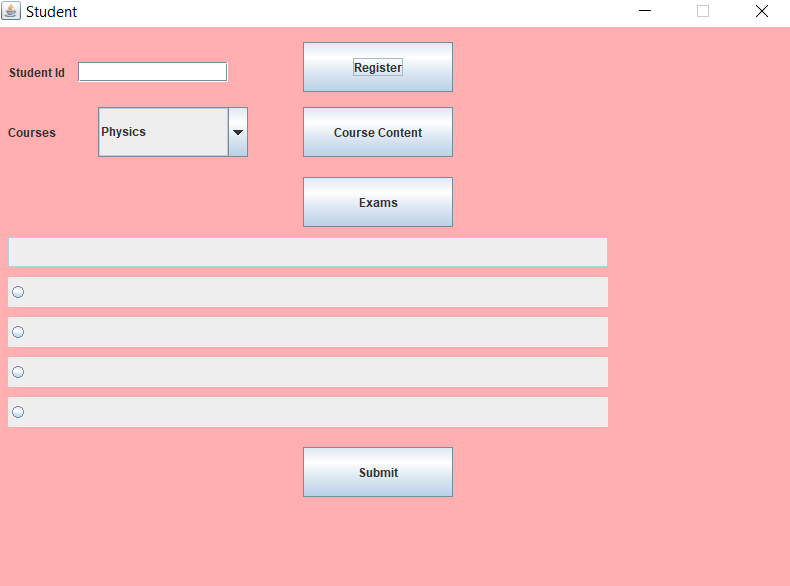 Student
Student Id
Register
Courses
Physics
Course Content
Exams
Submit